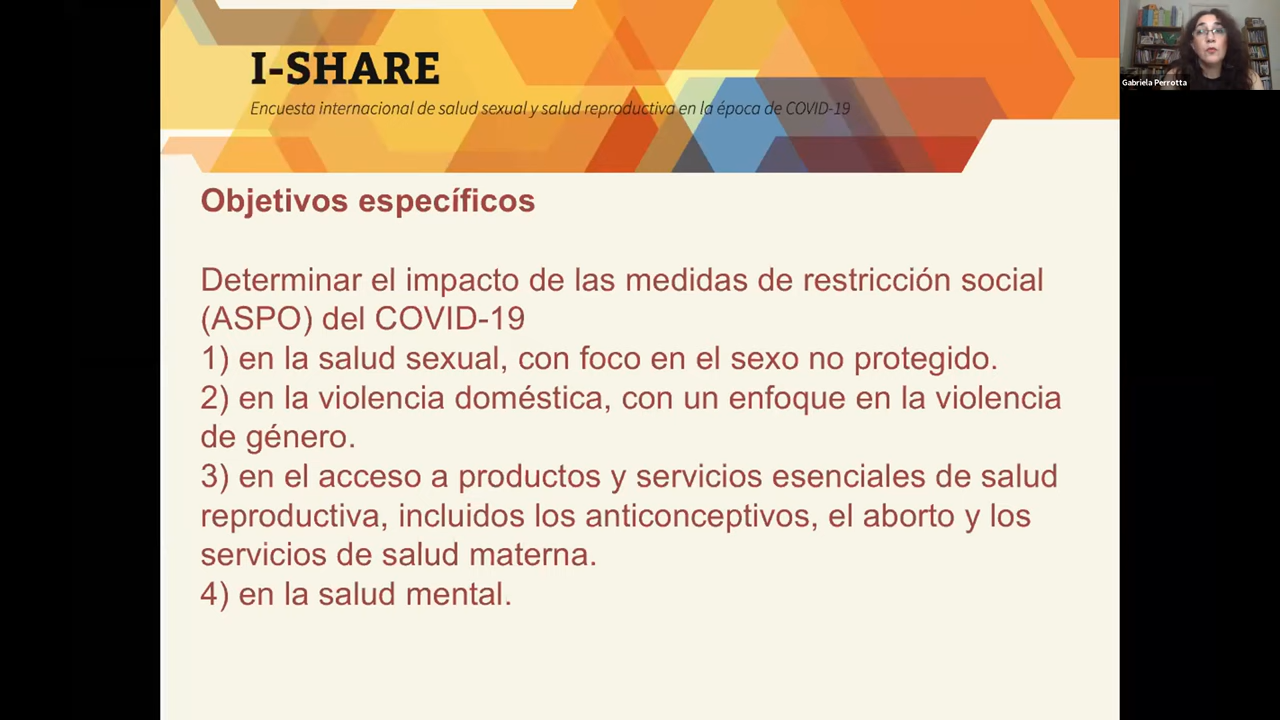 I-SHARE
Encuesta internacional de salud sexual y salud reproductiva en la época de COVID-19
Gabriela Perrotta
Objetivos específicos
Determinar el impacto de las medidas de restricción social
(ASPO) del COVID-19
1) en la salud sexual, con foco en el sexo no protegido.
2) en la violencia doméstica, con un enfoque en la violencia
de género.
3) en el acceso a productos y servicios esenciales de salud
reproductiva, incluidos los anticonceptivos, el aborto y los
servicios de salud materna.
4) en la salud mental.